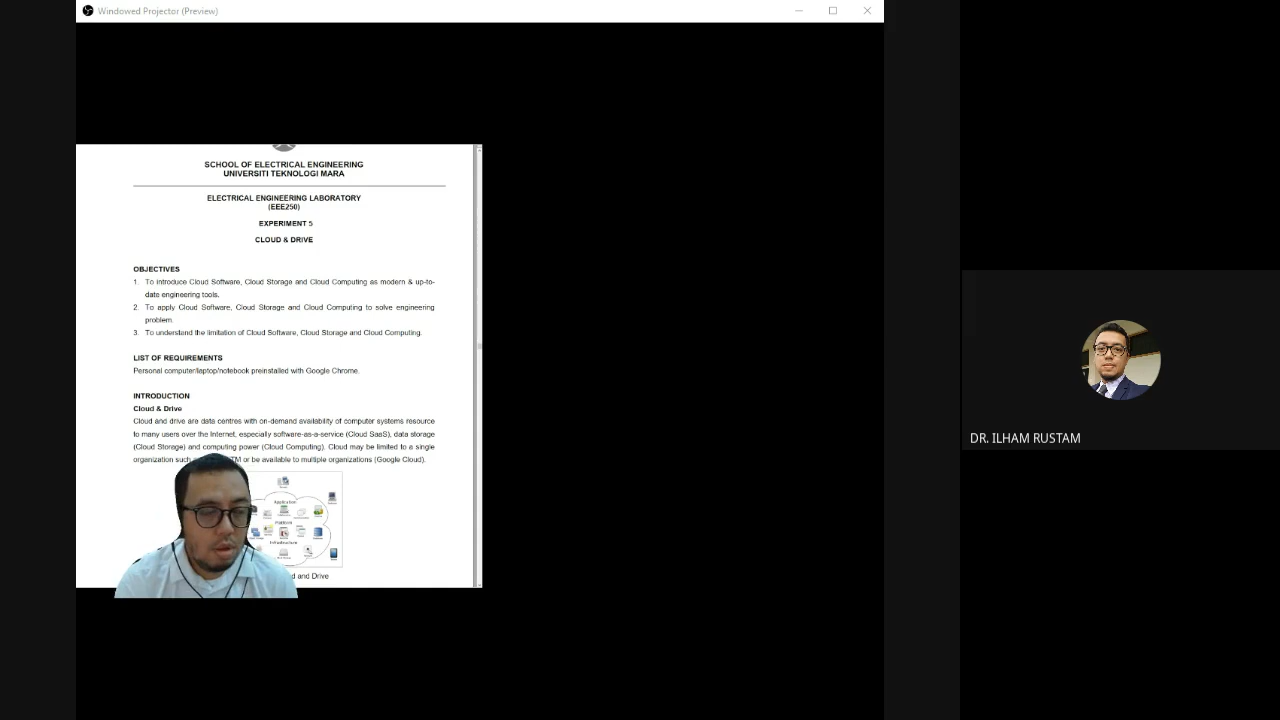 Windowed Projector (Preview)
SCHOOL OF ELECTRICAL ENGINEERING
UNIVERSITI TEKNOLOGI MARA
ELECTRICAL ENGINEERING LABORATORY
(EEE250)
EXPERIMENT 5
CLOUD & DRIVE
OBJECTIVES
1. To introduce Cloud Software, Cloud Storage and Cloud Computing as modern & up-to-
date engineering tools.
2. To apply Cloud Software, Cloud Storage and Cloud Computing to solve engineering
problem.
3. To understand the limitation of Cloud Software, Cloud Storage and Cloud Computing.
LIST OF REQUIREMENTS
Personal computer/laptop/notebook preinstalled with Google Chrome.
INTRODUCTION
Cloud & Drive
Cloud and drive are data centres with on-demand availability of computer systems resource
to many users over the Internet, especially software-as-a-service (Cloud SaaS), data storage
(Cloud Storage) and computing power (Cloud Computing). Cloud may be limited to a single
organization such TM or be available to multiple organizations (Google Cloud).
Application
Platform
Infrastructure
and Drive
DR. ILHAM RUSTAM